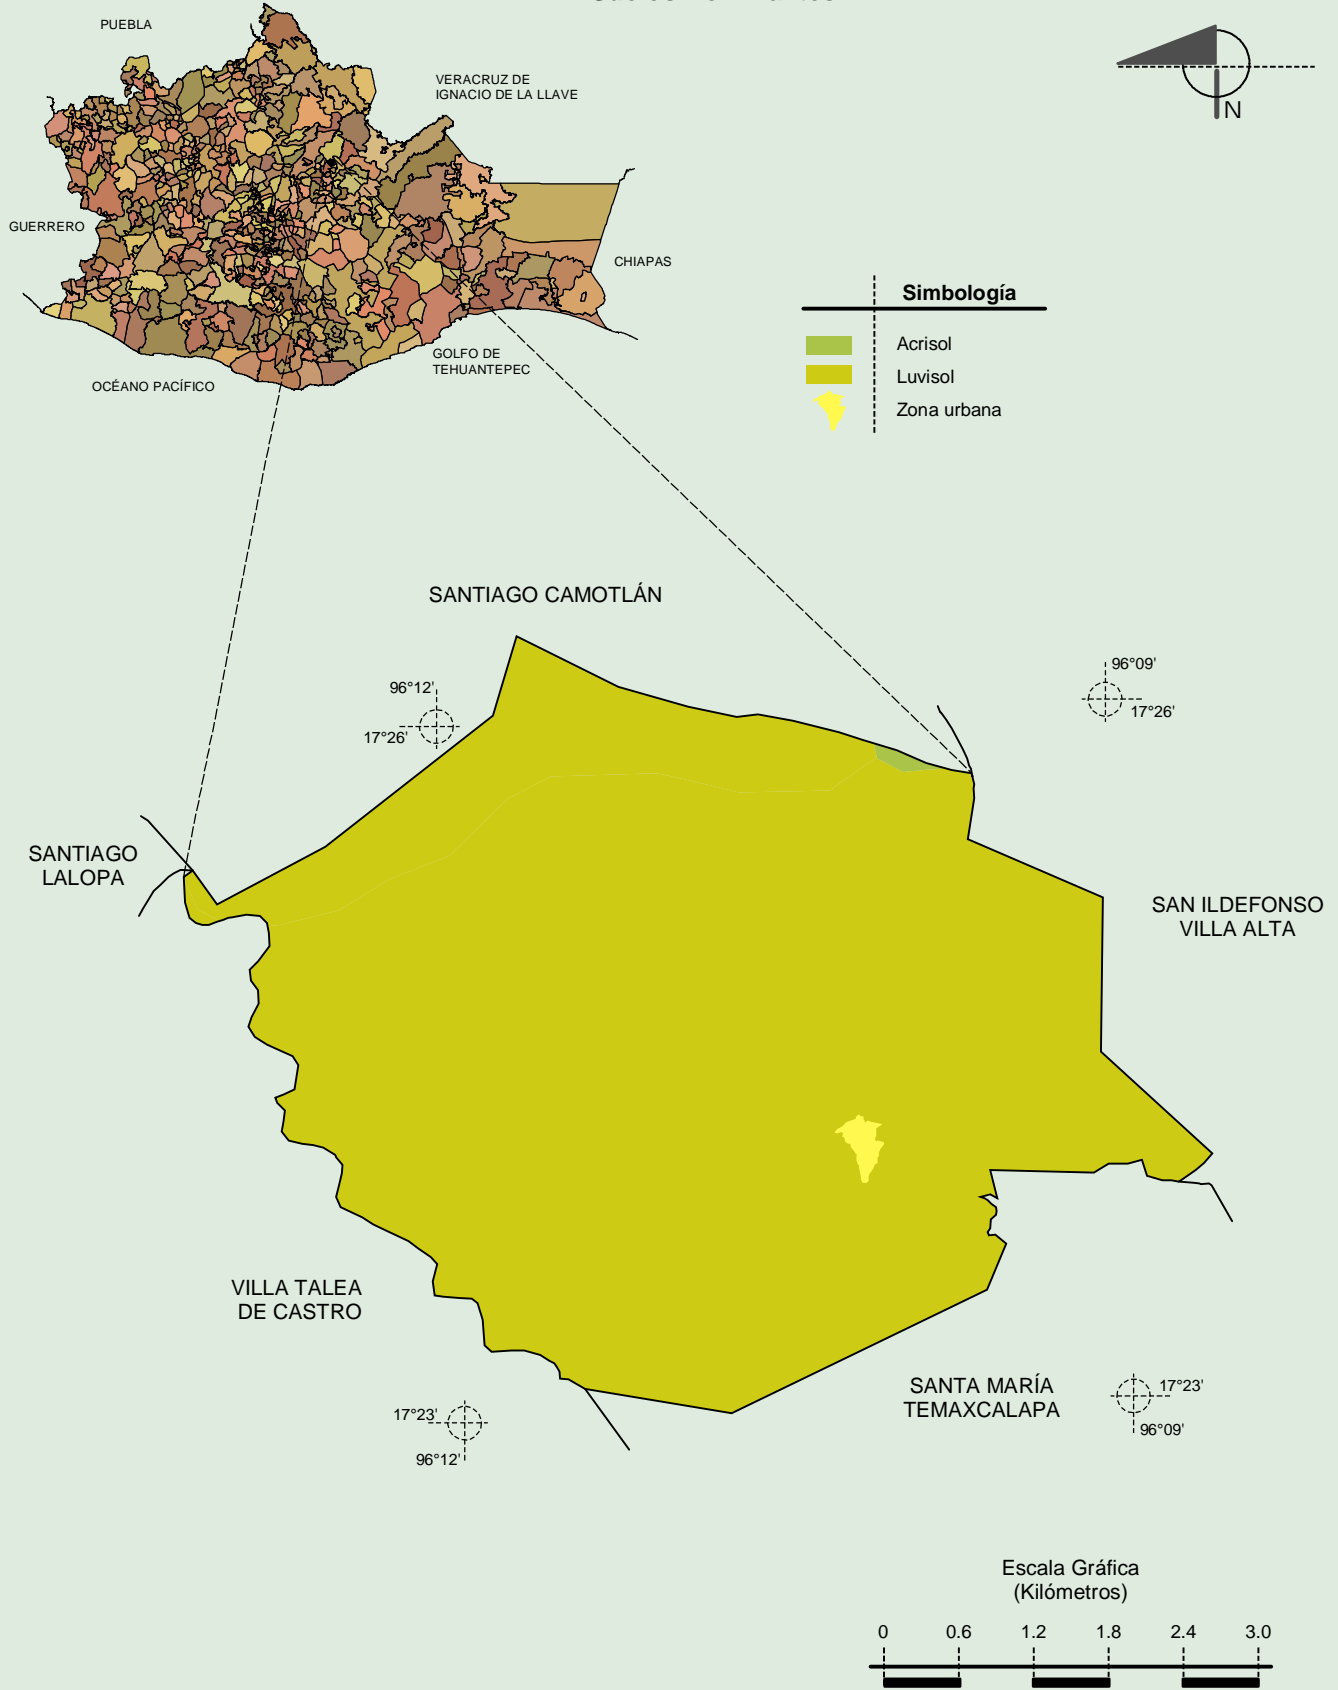 PUEBLA
VERACRUZ DE
IGNACIO DE LA LLAVE
N
GUERRERO
CHIAPAS
Simbología
Acrisol
Luvisol
Zona urbana
GOLFO DE
TEHUANTEPEC
OCÉANO PACÍFICO
SANTIAGO CAMOTLÁN
96°12'
17°26'
96°09'
17°26'
SANTIAGO
LALOPA
SAN ILDEFONSO
VILLA ALTA
VILLA TALEA
DE CASTRO
SANTA MARÍA
TEMAXCALAPA
17°23'
96°12'
17°23'
96°09'
Escala Gráfica
(Kilómetros)
0 0.6 1.2 1.8 2.4 3.0